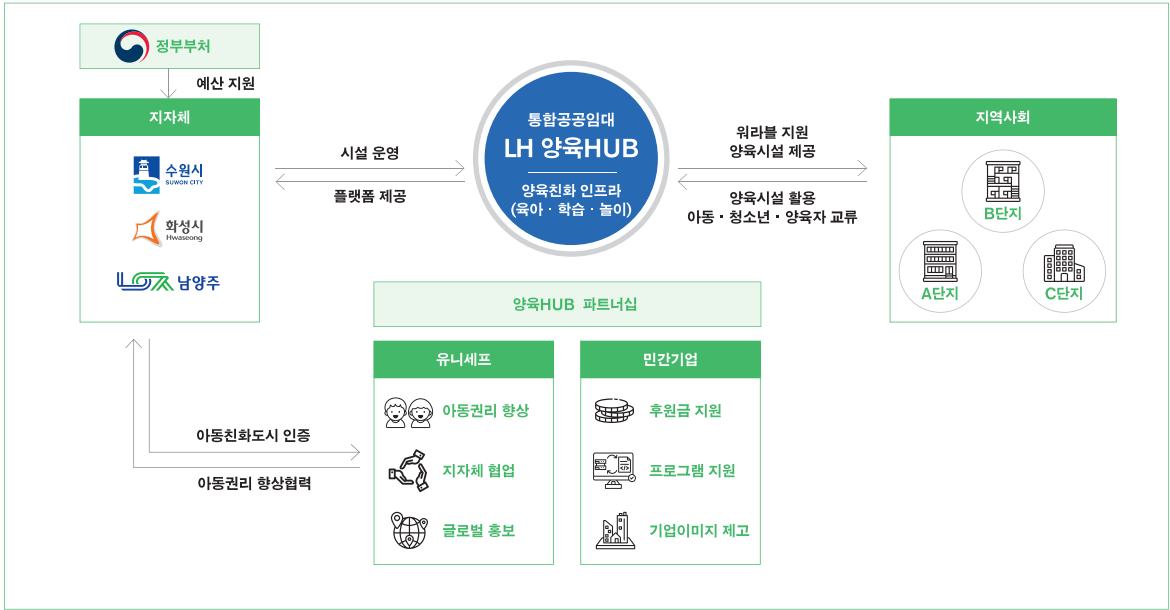 정부부처
예산 지원
지자체
수원시
SUWON CITY
화성시
Hwaseong
남양주
시설 운영
플랫폼 제공
통합공공임대
LH 양육HUB
양육친화 인프라
(육아 · 학습 · 놀이)
워라블 지원
양육시설 제공
양육시설 활용
아동 · 청소년 · 양육자 교류
지역사회
B단지
A단지
C단지
양육HUB 파트너십
유니세프
아동권리 향상
지자체 협업
글로벌 홍보
민간기업
후원금 지원
프로그램 지원
기업이미지 제고
아동친화도시 인증
아동권리 향상협력